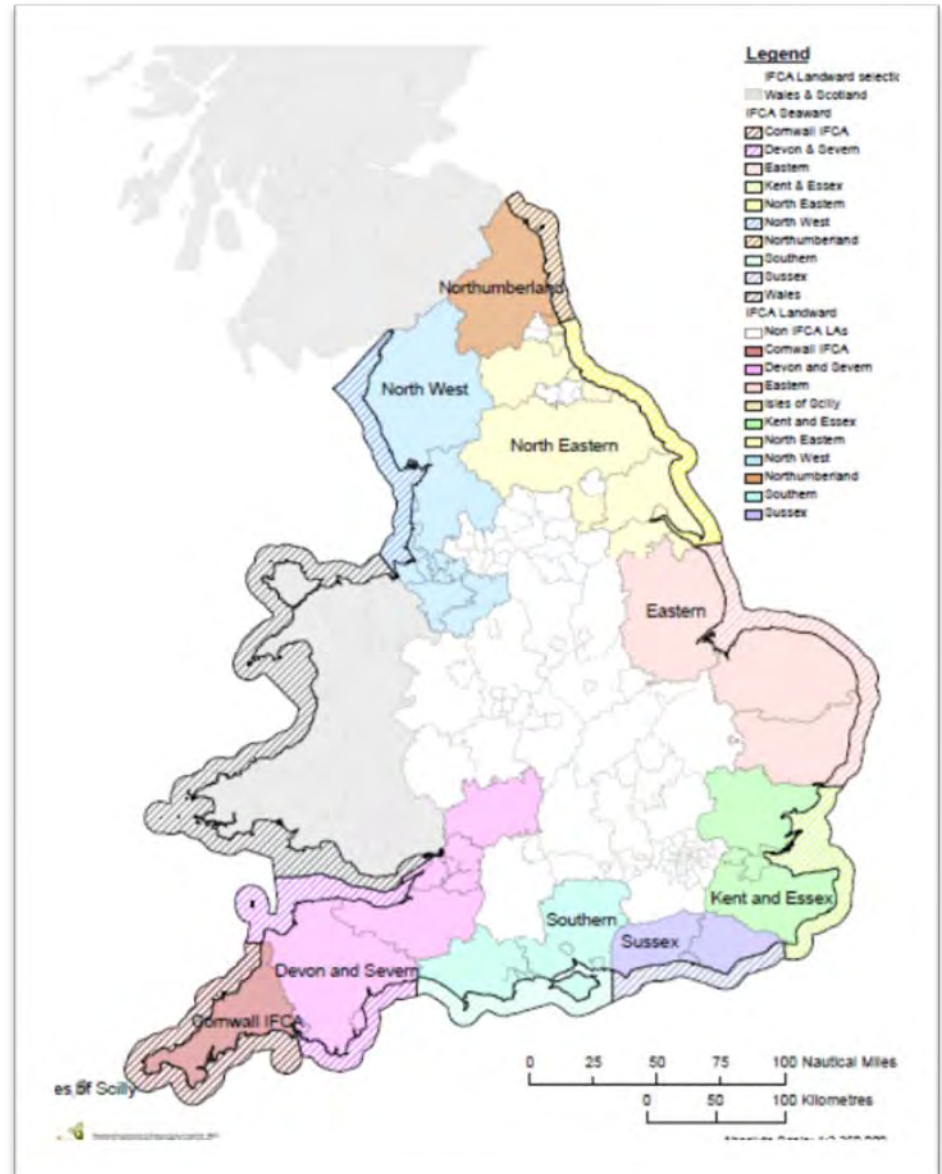 Legend
IFCA Landward selectic
Wales & Scotland
IFCA Seaward
Cornwall IFCA
Devon & Severn
Eastern
Kent & Essex
North Eastern
North West
Northumberland
Southern
Sussex
Wales
IFCA Landward
Non IFCA LAs
Cornwall IFCA
Devon and Severn
Eastern
Isles of Scilly
Kent and Essex
North Eastern
North West
Northumberland
Southern
Sussex
Northumberland
North West
North Eastern
Eastern
Kent and Essex
Southern
Sussex
Devon and Severn
Cornwall IFCA
es of Scilly
0 25 50 75 100 Nautical Miles
0 50 100 Kilometres